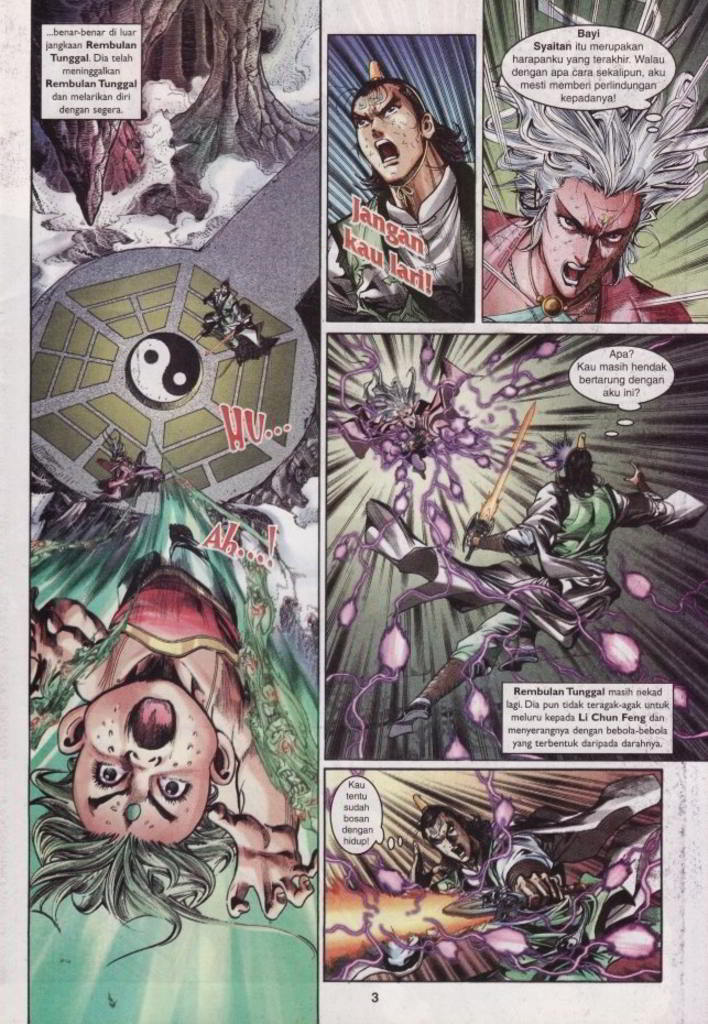 ...benar-benar di luar
jangkaan Rembulan
Tunggal. Dia telah
meninggalkan
Rembulan Tunggal
dan melarikan diri
dengan segera.
HU...
Ah....!
Jangan
kau lari!
Bayi
Syaitan itu merupakan
harapanku yang terakhir. Walau
dengan apa cara sekalipun, aku
mesti memberi perlindungan
kepadanya!
Apa?
Kau masih hendak
bertarung dengan
aku ini?
Rembulan Tunggal masih nekad
lagi. Dia pun tidak teragak-agak untuk
meluru kepada Li Chun Feng dan
menyerangnya dengan bebola-bebola
yang terbentuk daripada darahnya.
Kau
tentu
sudah
bosan
dengan
hidup!
3